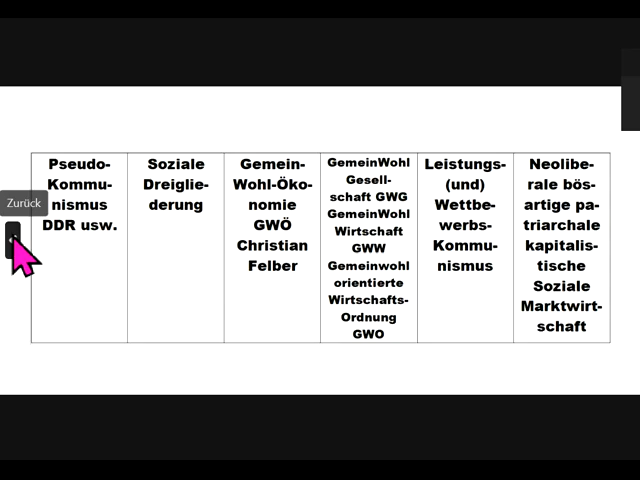 Pseudo-
Kommu-
nismus
DDR usw.
Soziale
Dreiglie-
derung
Gemein-
Wohl-Öko-
nomie
GWÖ
Christian
Felber
GemeinWohl
Gesell-
schaft GWG
GemeinWohl
Wirtschaft
GWW
Gemeinwohl
orientierte
Wirtschafts-
Ordnung
GWO
Leistungs-
(und)
Wettbe-
werbs-
Kommu-
nismus
Neolibe-
rale bös-
artige pa-
triarchale
kapitalis-
tische
Soziale
Marktwirt-
schaft
Zurück